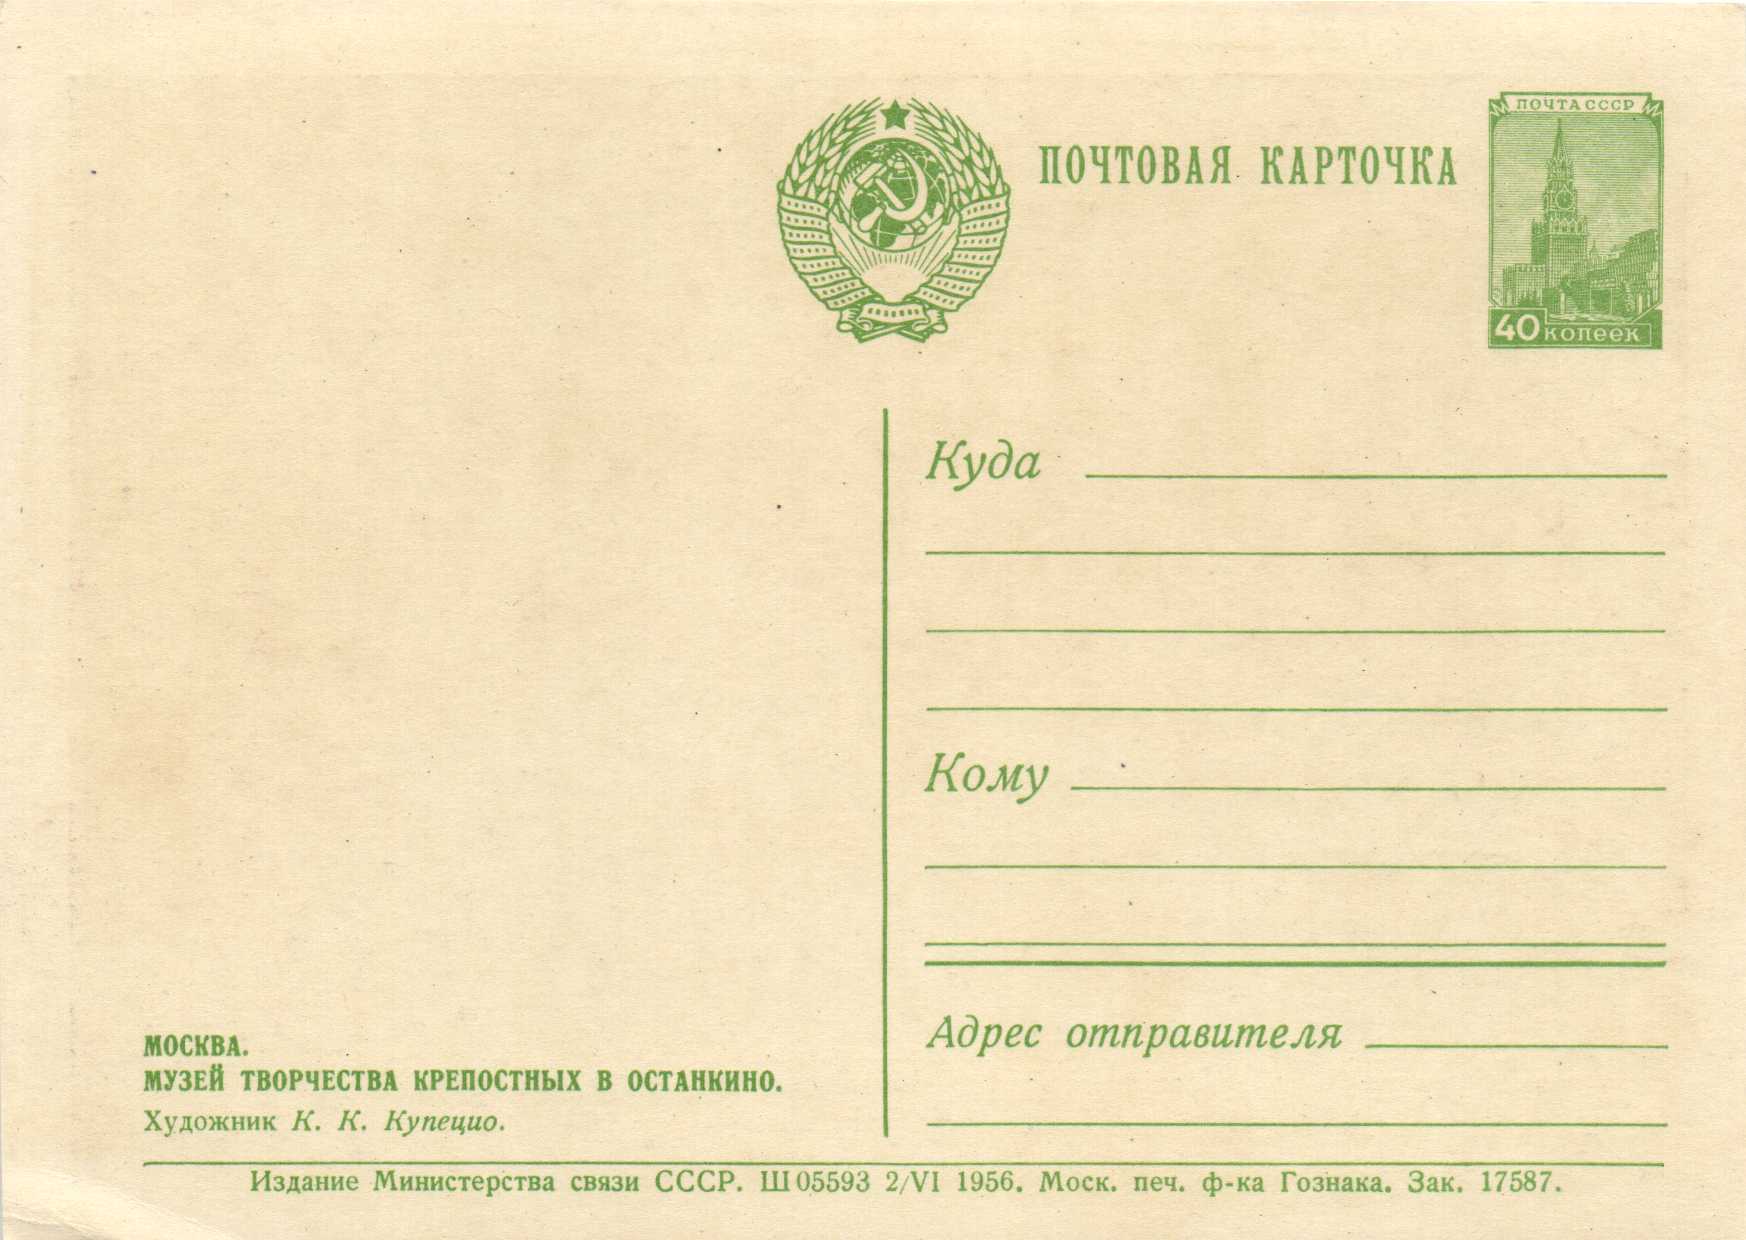 ПОЧТА СССР
ПОЧТОВАЯ КАРТОЧКА
40 КОПЕЕК
Куда
Кому
Адрес отправителя
МОСКВА.
МУЗЕЙ ТВОРЧЕСТВА КРЕПОСТНЫХ В ОСТАНКИНО.
Художник К. К. Купецио.
Издание Министерства связи СССР. Ш 05593 2/VI 1956. Моск. печ. ф-ка Гознака. Зак. 17587.